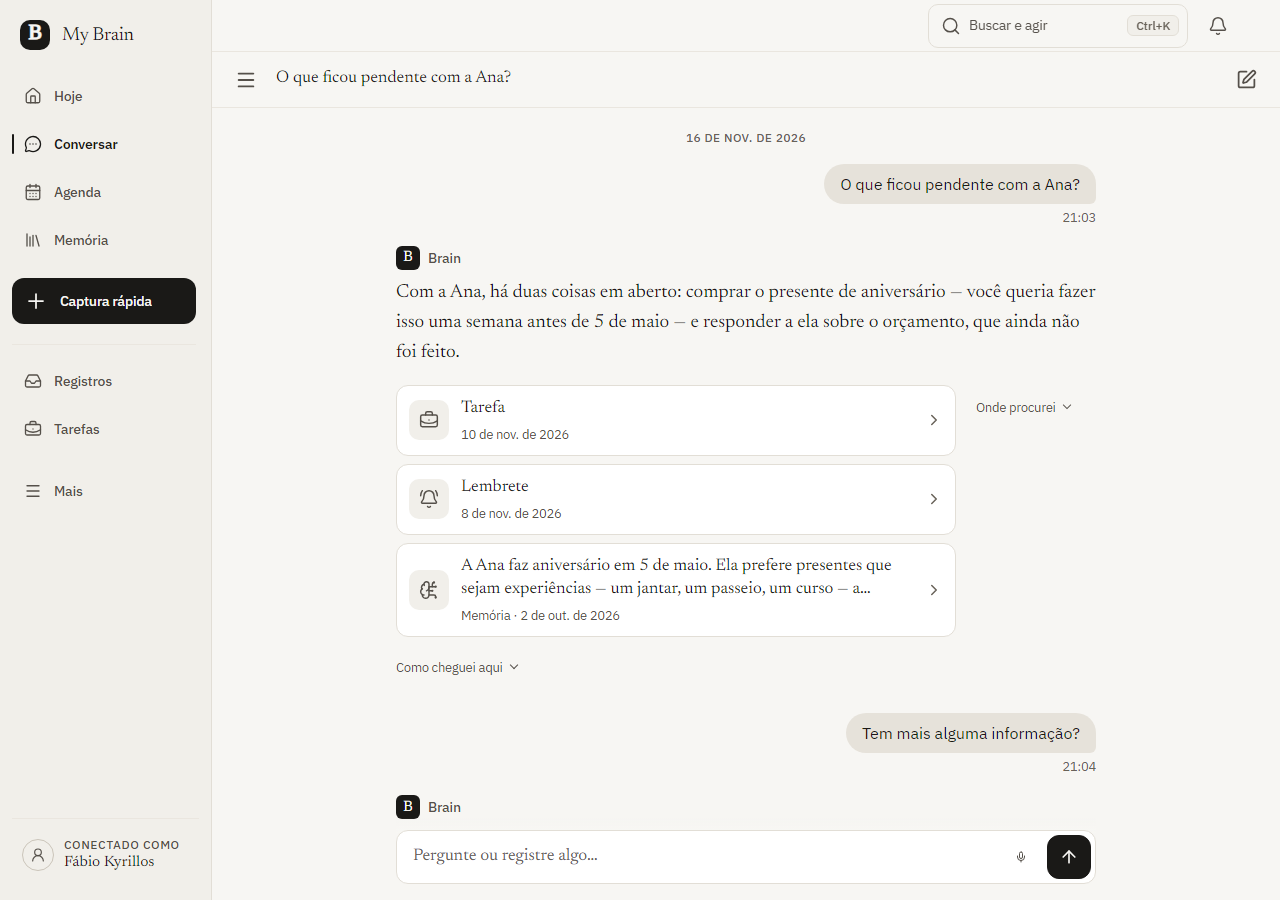 B My Brain
Hoje
Conversar
Agenda
Memória
Captura rápida
Registros
Tarefas
Mais
CONECTADO COMO
Fábio Kyrillos
Buscar e agir Ctrl+K
O que ficou pendente com a Ana?
16 DE NOV. DE 2026
O que ficou pendente com a Ana?
21:03
B Brain
Com a Ana, há duas coisas em aberto: comprar o presente de aniversário — você queria fazer
isso uma semana antes de 5 de maio — e responder a ela sobre o orçamento, que ainda não
foi feito.
Tarefa
10 de nov. de 2026
Onde procurei
Lembrete
8 de nov. de 2026
A Ana faz aniversário em 5 de maio. Ela prefere presentes que
sejam experiências — um jantar, um passeio, um curso — a...
Memória · 2 de out. de 2026
Como cheguei aqui
Tem mais alguma informação?
21:04
B Brain
Pergunte ou registre algo...